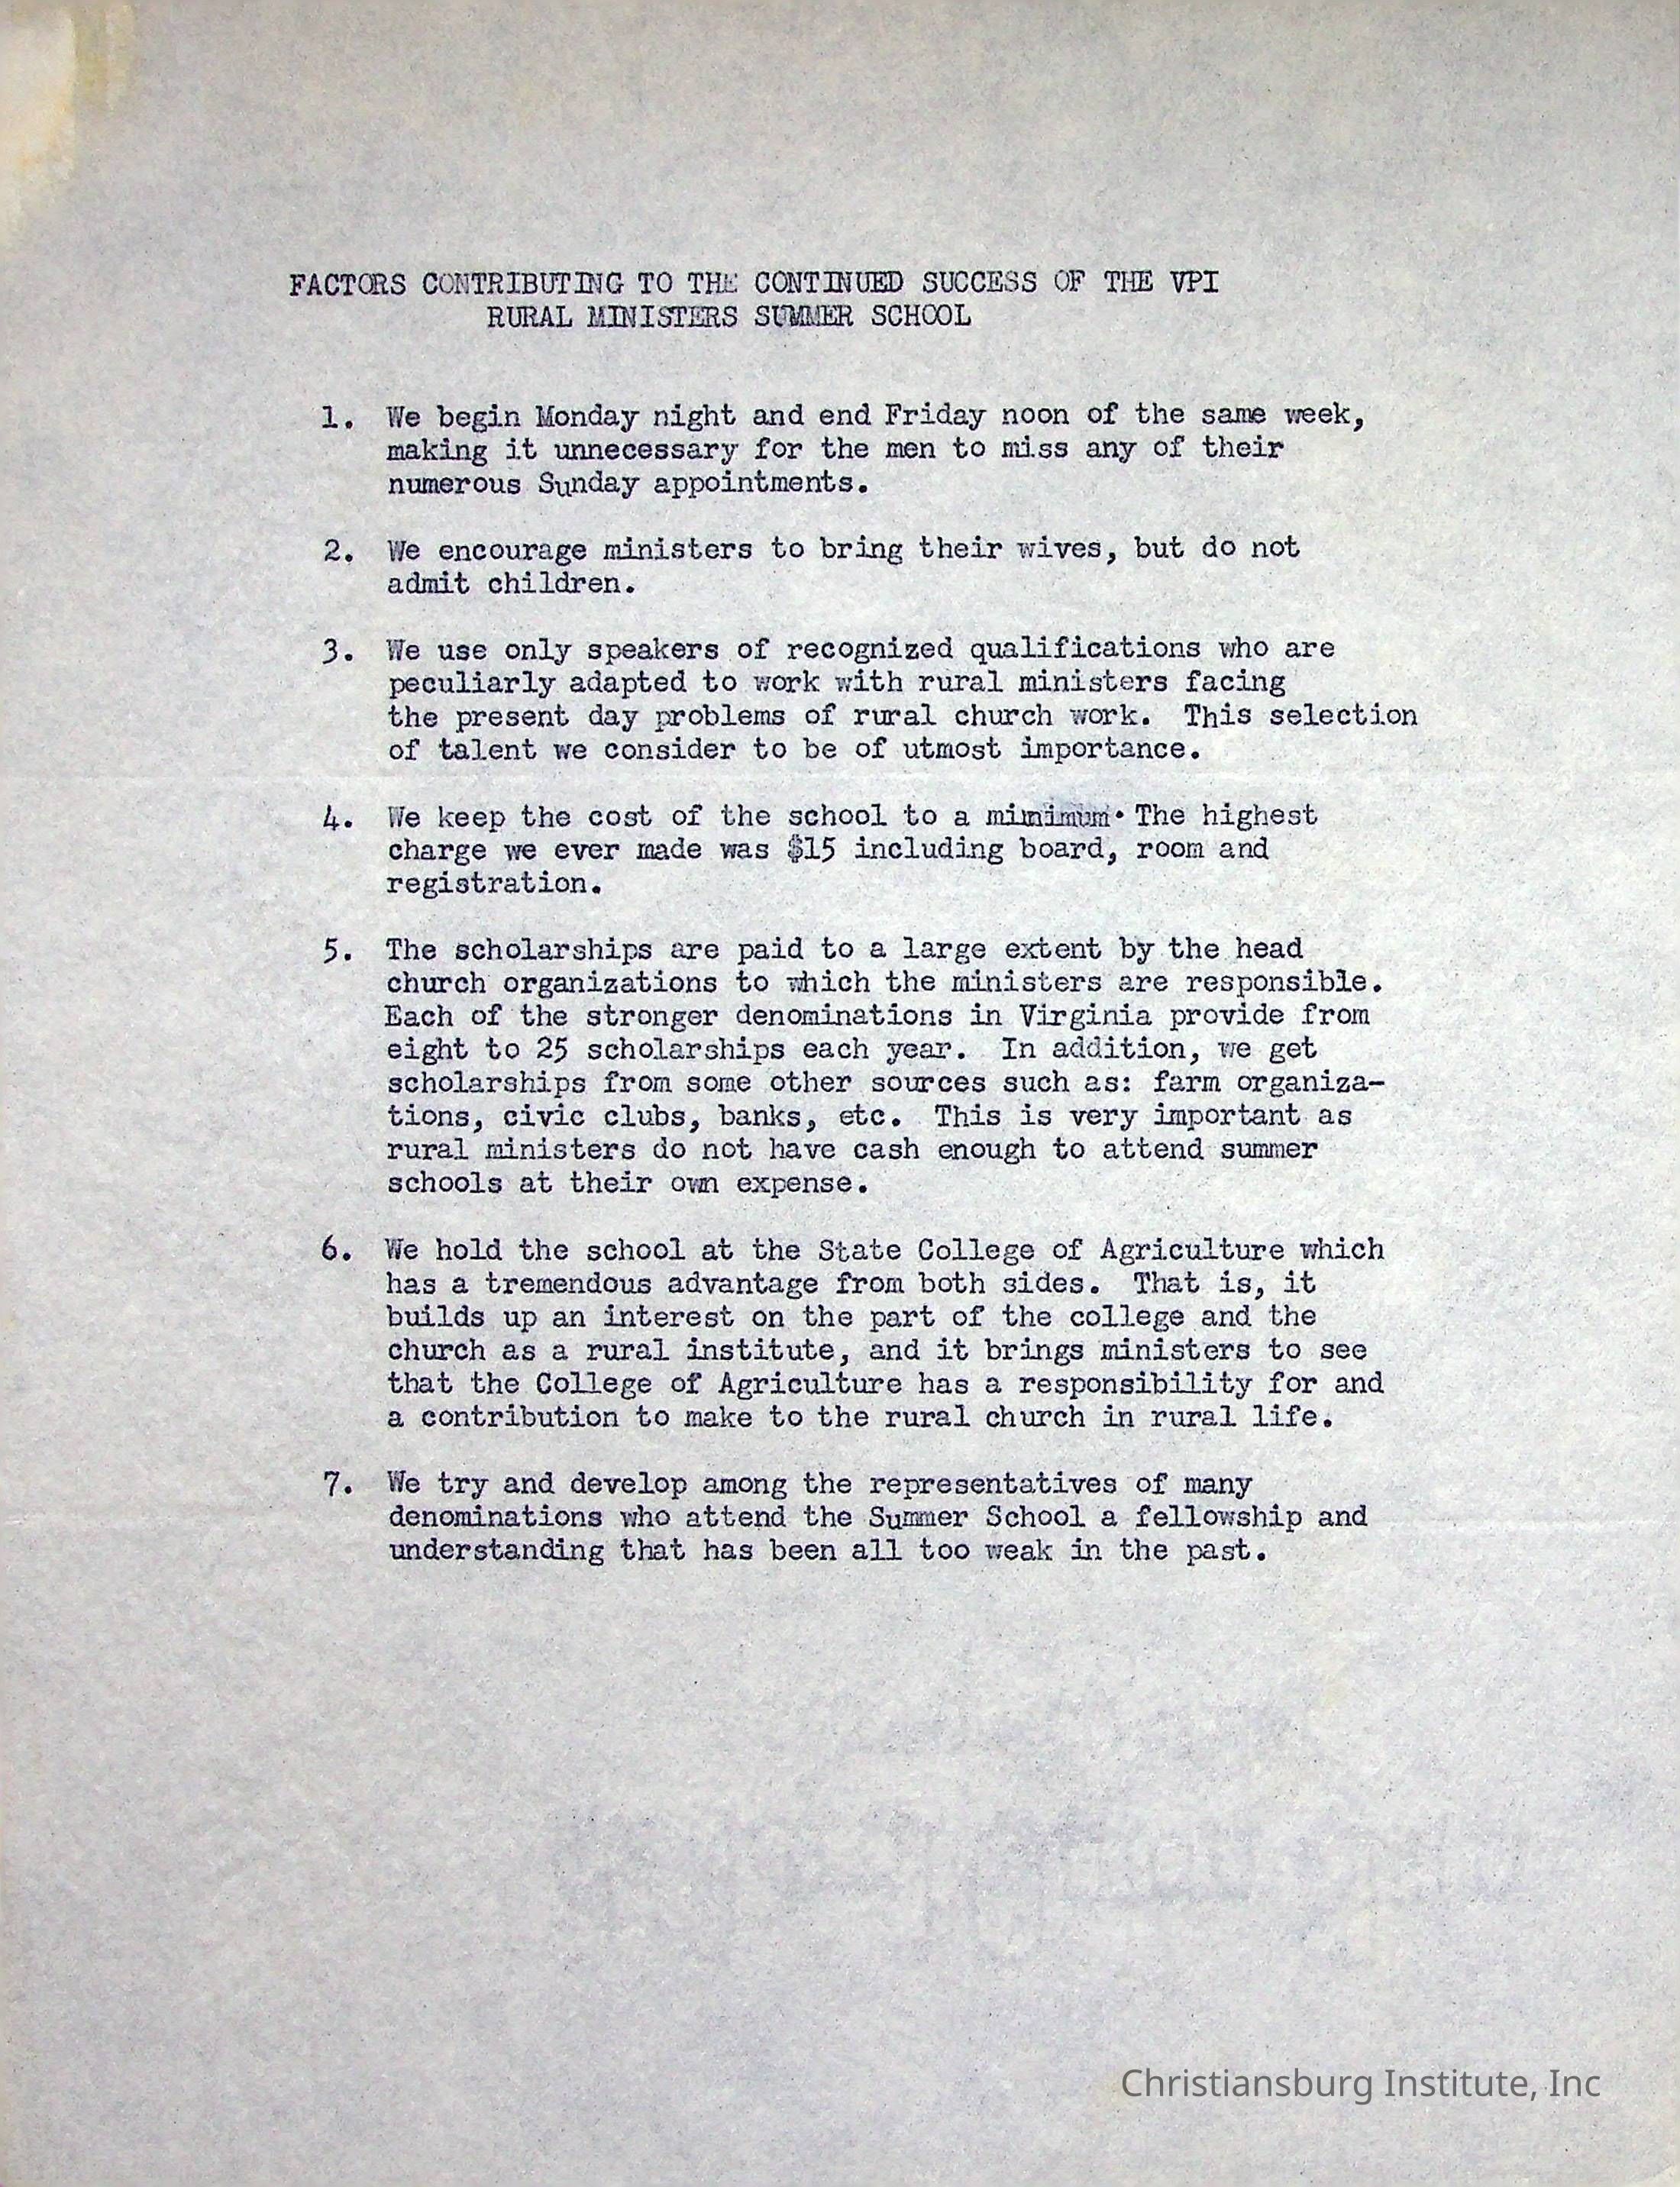 FACTORS CONTRIBUTING TO THE CONTINUED SUCCESS OF THE VPI
RURAL MINISTERS SUMMER SCHOOL
1. We begin Monday night and end Friday noon of the same week,
making it unnecessary for the men to miss any of their
numerous Sunday appointments.
2. We encourage ministers to bring their wives, but do not
admit children.
3. We use only speakers of recognized qualifications who are
peculiarly adapted to work with rural ministers facing
the present day problems of rural church work. This selection
of talent we consider to be of utmost importance.
4. We keep the cost of the school to a mimimum. The highest
charge we ever made was $15 including board, room and
registration.
5. The scholarships are paid to a large extent by the head
church organizations to which the ministers are responsible.
Each of the stronger denominations in Virginia provide from
eight to 25 scholarships each year. In addition, we get
scholarships from some other sources such as: farm organiza-
tions, civic clubs, banks, etc. This is very important as
rural ministers do not have cash enough to attend summer
schools at their own expense.
6. We hold the school at the State College of Agriculture which
has a tremendous advantage from both sides. That is, it
builds up an interest on the part of the college and the
church as a rural institute, and it brings ministers to see
that the College of Agriculture has a responsibility for and
a contribution to make to the rural church in rural life.
7. We try and develop among the representatives of many
denominations who attend the Summer School a fellowship and
understanding that has been all too weak in the past.
Christiansburg Institute, Inc